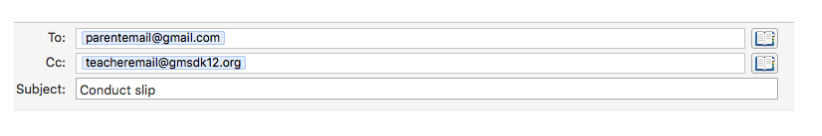 To: parentemail@gmail.com
Cc: teacheremail@gmsdk12.org
Subject: Conduct slip